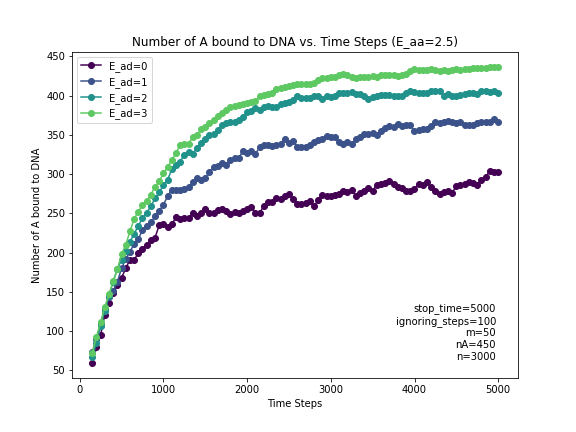 Number of A bound to DNA vs. Time Steps (E_aa=2.5)
E_ad=0
E_ad=1
E_ad=2
E_ad=3
Number of A bound to DNA
450
400
350
300
250
200
150
100
50
stop_time=5000
ignoring_steps=100
m=50
nA=450
n=3000
0
1000
2000
3000
4000
5000
Time Steps